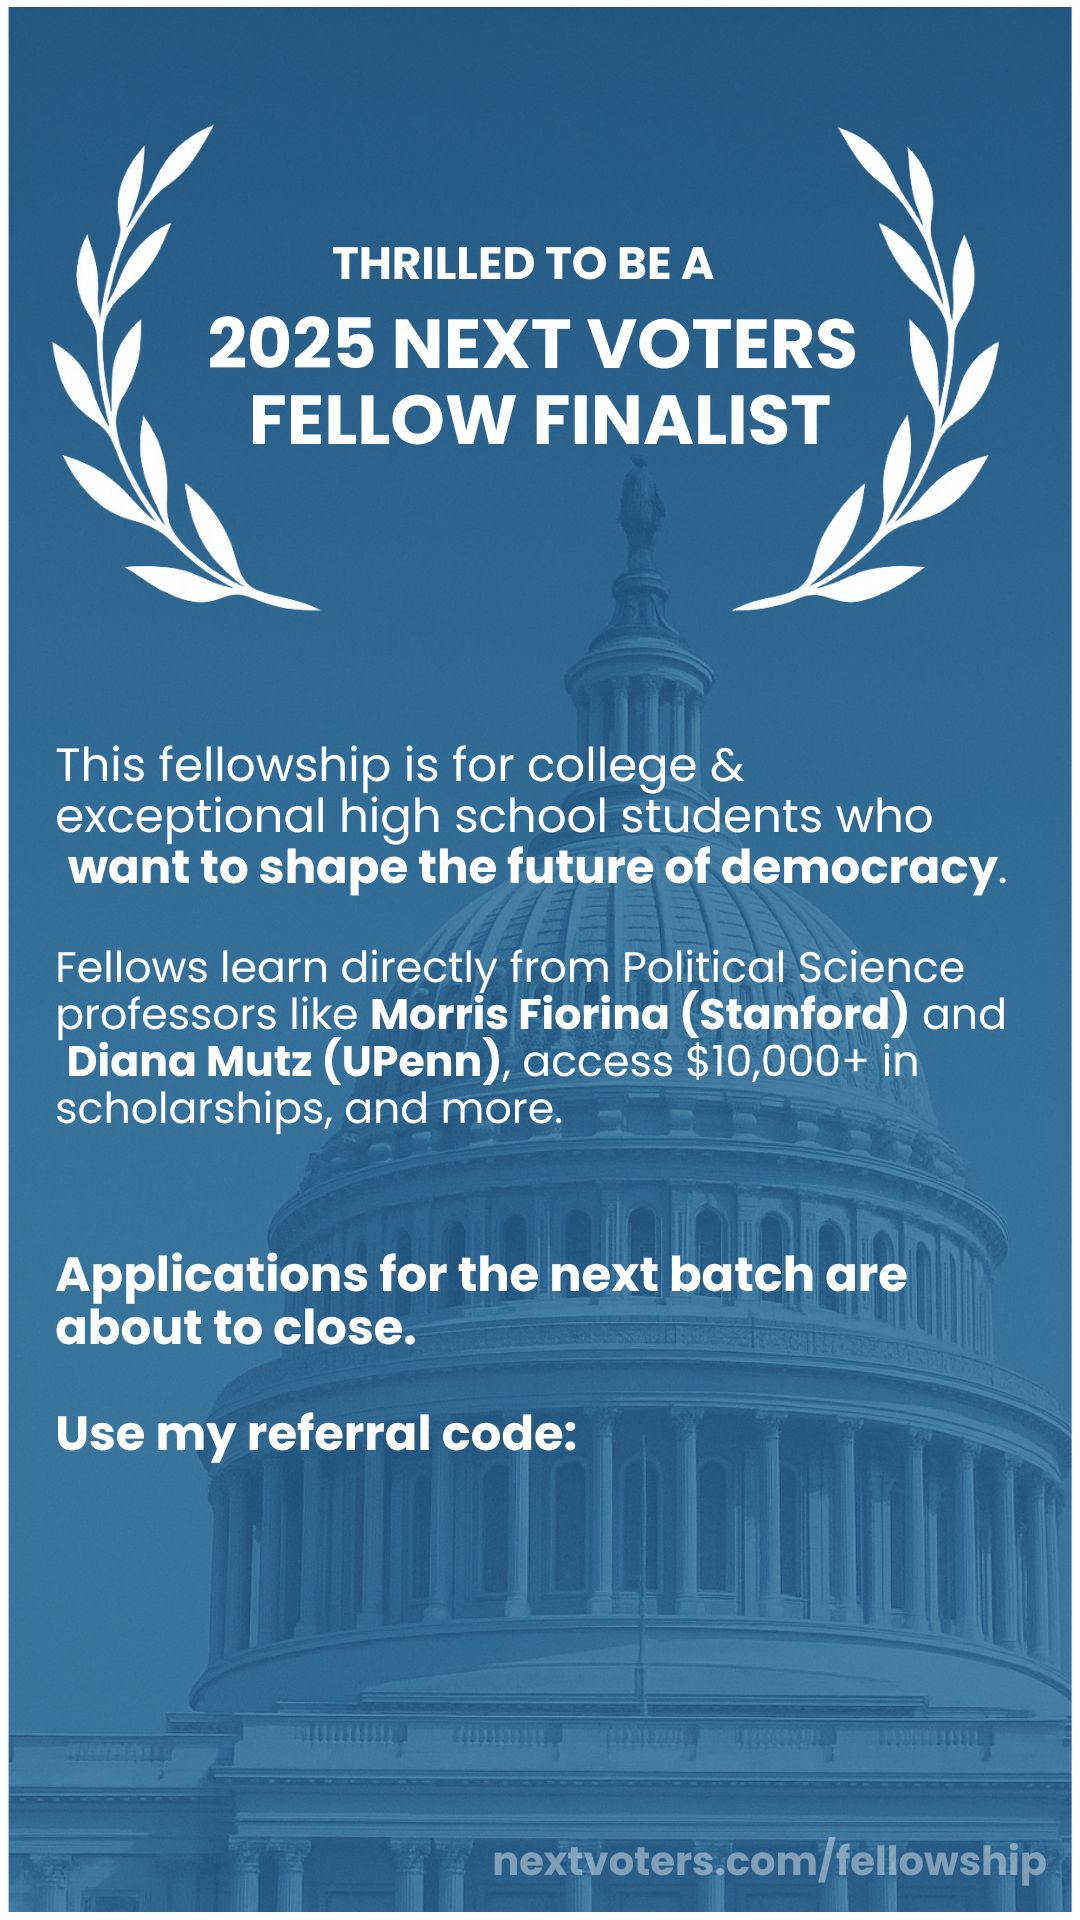 THRILLED TO BE A
2025 NEXT VOTERS
FELLOW FINALIST
This fellowship is for college &
exceptional high school students who
want to shape the future of democracy.
Fellows learn directly from Political Science
professors like Morris Fiorina (Stanford) and
Diana Mutz (UPenn), access $10,000+ in
scholarships, and more.
Applications for the next batch are
about to close.
Use my referral code:
nextvoters.com/fellowship